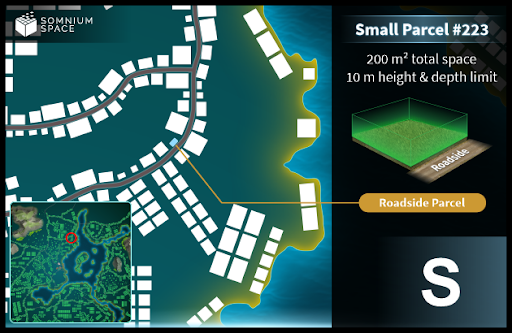 SOMNIUM
SPACE
Small Parcel #223
200 m² total space
10 m height & depth limit
Roadside
Roadside Parcel
S